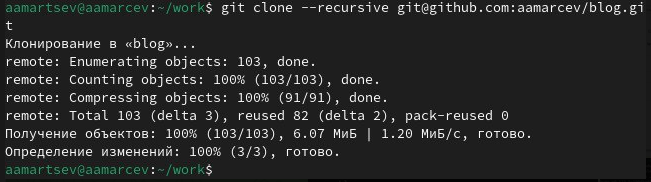 aamartsev@aamarcev:~/work$ git clone --recursive git@github.com:aamarcev/blog.gi
t
Клонирование в «blog»...
remote: Enumerating objects: 103, done.
remote: Counting objects: 100% (103/103), done.
remote: Compressing objects: 100% (91/91), done.
remote: Total 103 (delta 3), reused 82 (delta 2), pack-reused 0
Получение объектов: 100% (103/103), 6.07 МиБ | 1.20 МиБ/с, готово.
Определение изменений: 100% (3/3), готово.
aamartsev@aamarcev:~/work$